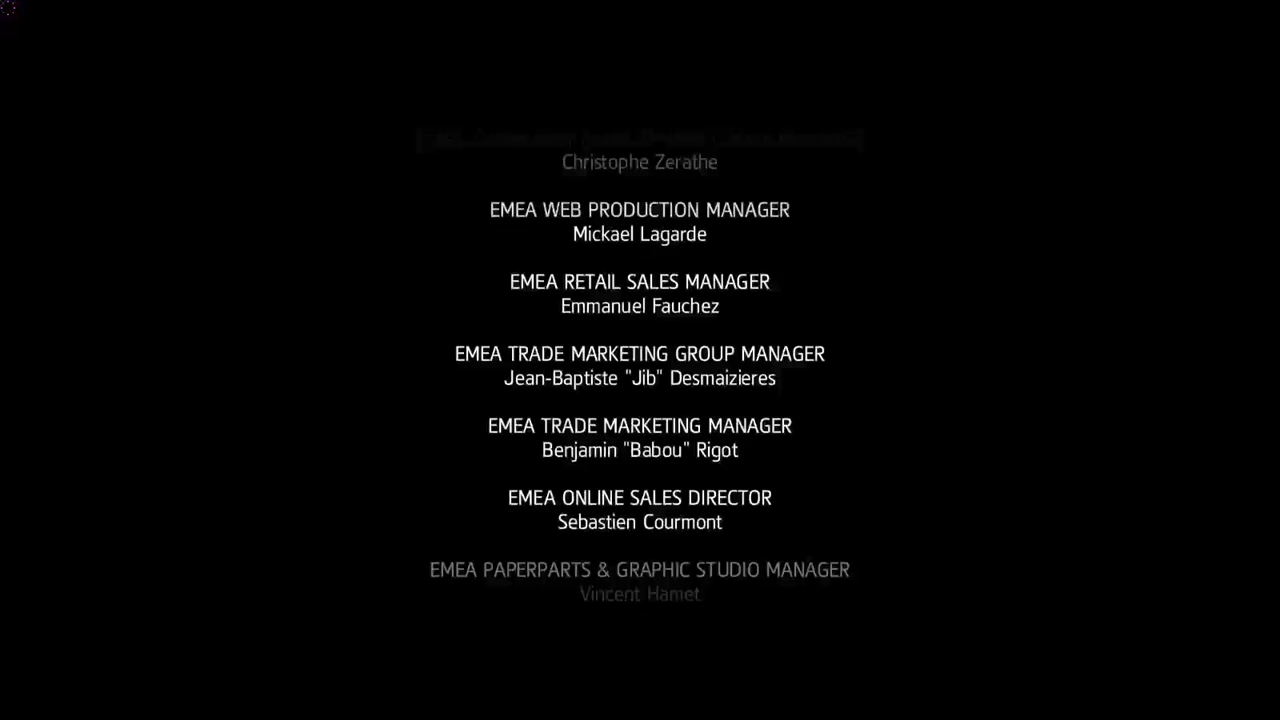 Christophe Zerathe
EMEA WEB PRODUCTION MANAGER
Mickael Lagarde
EMEA RETAIL SALES MANAGER
Emmanuel Fauchez
EMEA TRADE MARKETING GROUP MANAGER
Jean-Baptiste "Jib" Desmaizieres
EMEA TRADE MARKETING MANAGER
Benjamin "Babou" Rigot
EMEA ONLINE SALES DIRECTOR
Sebastien Courmont
EMEA PAPERPARTS & GRAPHIC STUDIO MANAGER
Vincent Hamet